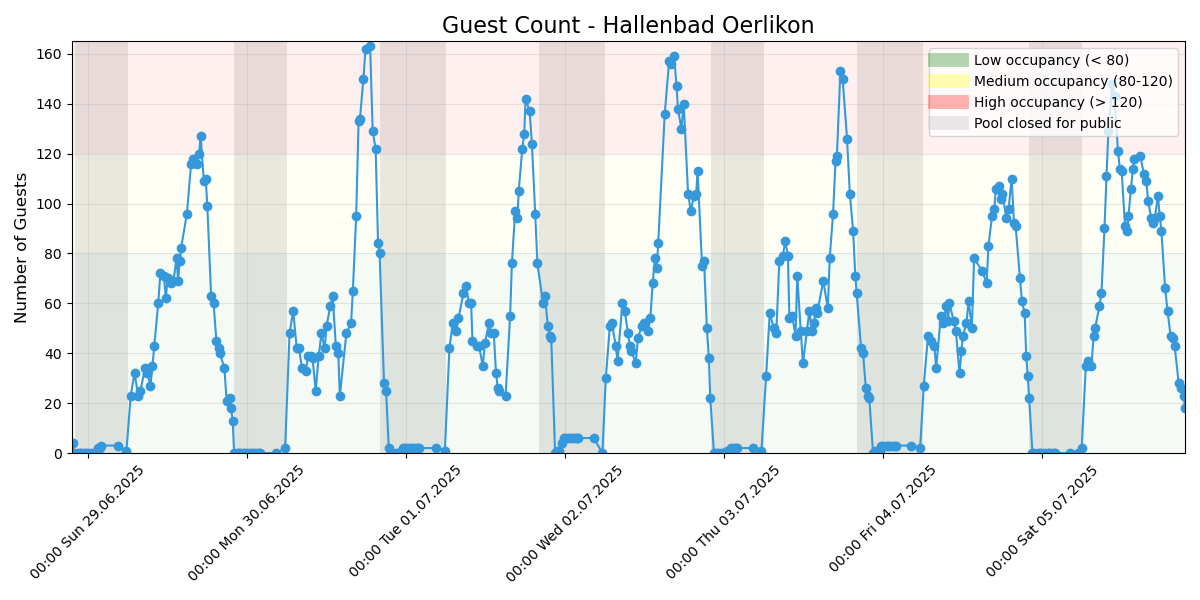 Guest Count - Hallenbad Oerlikon
Number of Guests
160
140
120
100
80
60
40
20
0
Low occupancy (< 80)
Medium occupancy (80-120)
High occupancy (> 120)
Pool closed for public
00:00 Sun 29.06.2025
00:00 Mon 30.06.2025
00:00 Tue 01.07.2025
00:00 Wed 02.07.2025
00:00 Thu 03.07.2025
00:00 Fri 04.07.2025
00:00 Sat 05.07.2025